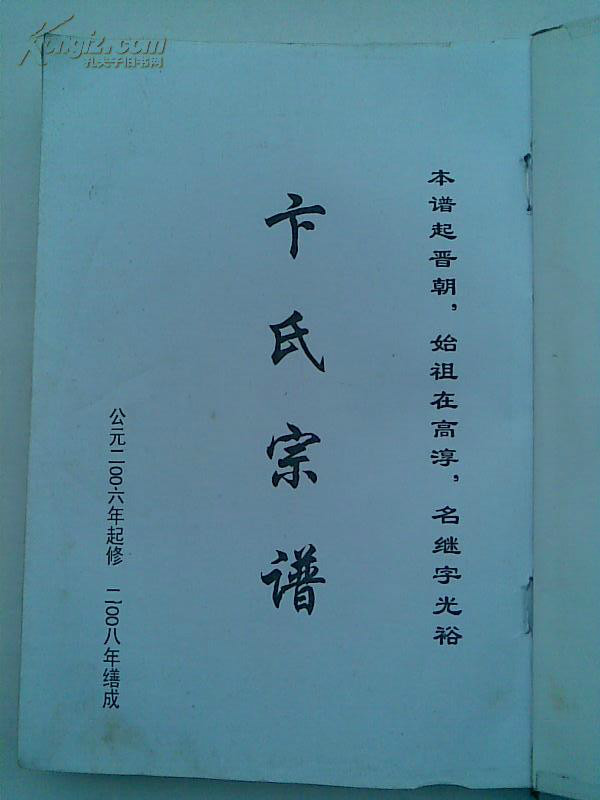 Kongfz.com
孔夫子旧书网
本谱起晋朝，始祖在高淳，名继字光裕
卞氏宗谱
公元二00六年起修 二00八年缮成